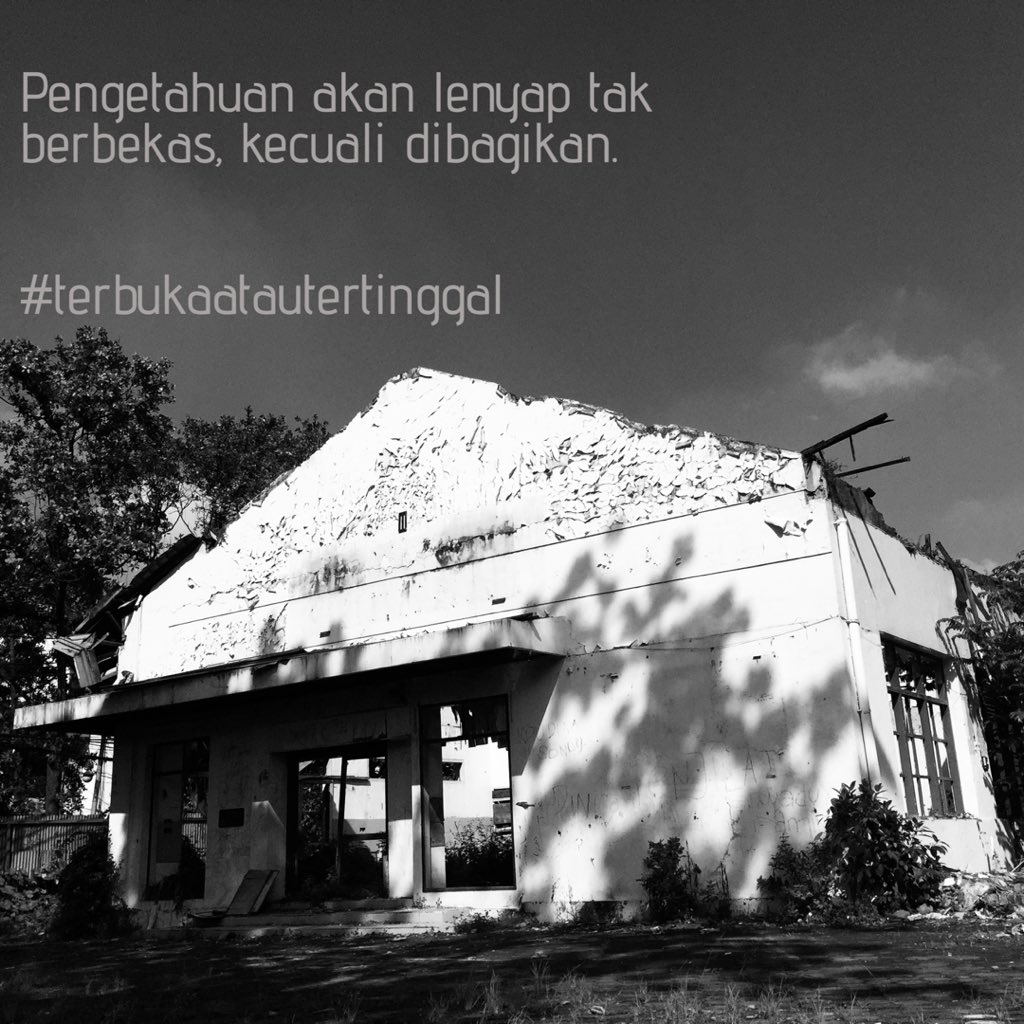 Pengetahuan akan lenyap tak
berbekas, kecuali dibagikan.
#terbukaatautertinggal